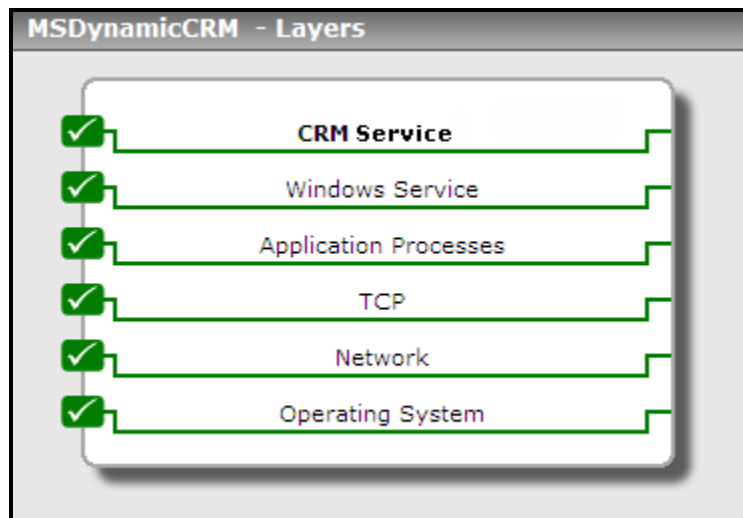 MSDynamicCRM - Layers
CRM Service
Windows Service
Application Processes
TCP
Network
Operating System